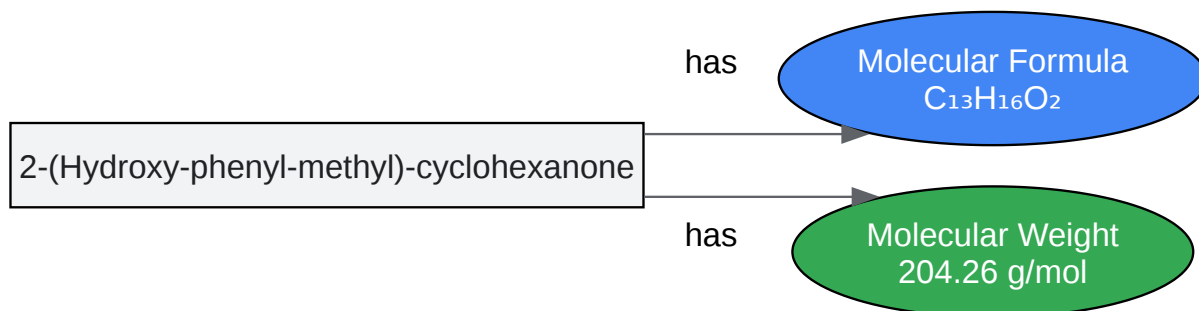 has
Molecular Formula
C₁₃H₁₆O₂
2-(Hydroxy-phenyl-methyl)-cyclohexanone
has
Molecular Weight
204.26 g/mol